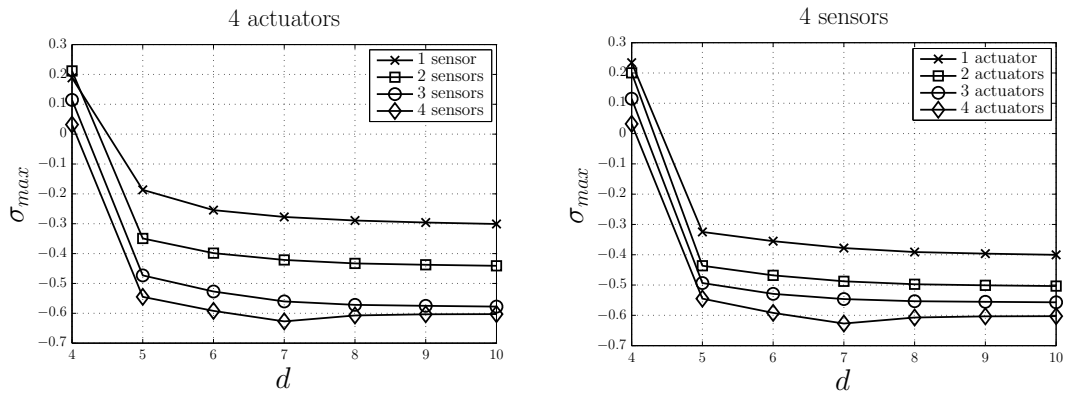 4 actuators
0.3
0.2
0.1
0
−0.1
−0.2
−0.3
−0.4
−0.5
−0.6
−0.7
σmax
4
5
6
7
8
9
10
d
1 sensor
2 sensors
3 sensors
4 sensors
4 sensors
0.3
0.2
0.1
0
−0.1
−0.2
−0.3
−0.4
−0.5
−0.6
−0.7
σmax
4
5
6
7
8
9
10
d
1 actuator
2 actuators
3 actuators
4 actuators